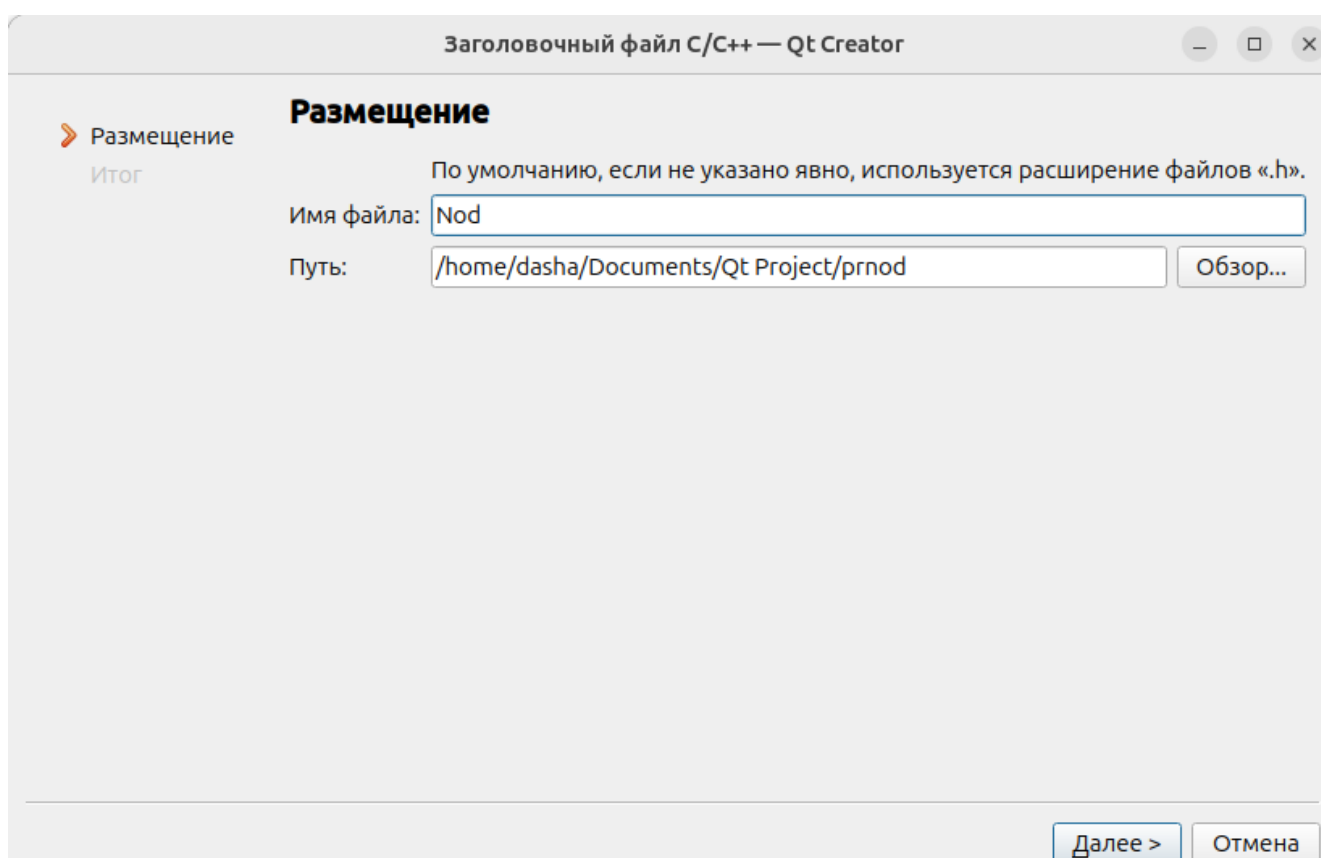 Заголовочный файл C/C++ — Qt Creator
Размещение
Итог
Размещение
По умолчанию, если не указано явно, используется расширение файлов «.h».
Имя файла: Nod
Путь: /home/dasha/Documents/Qt Project/prnod Обзор...
Далее > Отмена